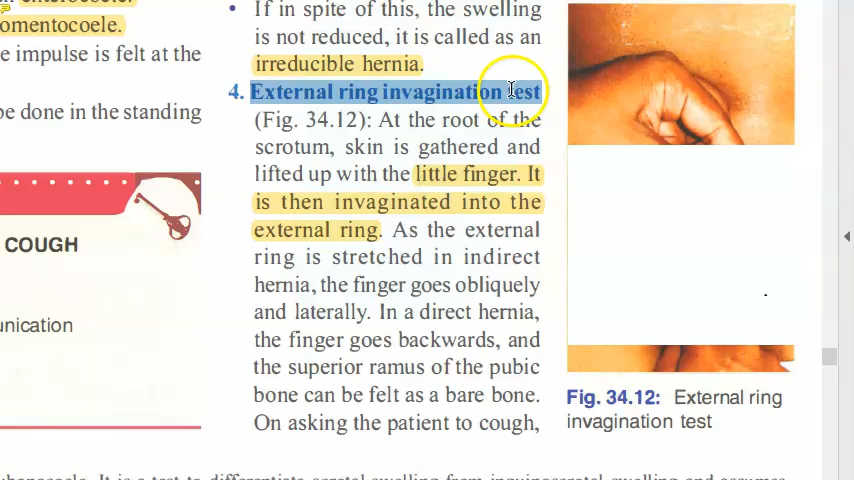 omentocoele.
e impulse is felt at the
be done in the standing
COUGH
unication
• If in spite of this, the swelling
is not reduced, it is called as an
irreducible hernia.
4. External ring invagination test
(Fig. 34.12): At the root of the
scrotum, skin is gathered and
lifted up with the little finger. It
is then invaginated into the
external ring. As the external
ring is stretched in indirect
hernia, the finger goes obliquely
and laterally. In a direct hernia,
the finger goes backwards, and
the superior ramus of the pubic
bone can be felt as a bare bone.
On asking the patient to cough,
Fig. 34.12: External ring
invagination test